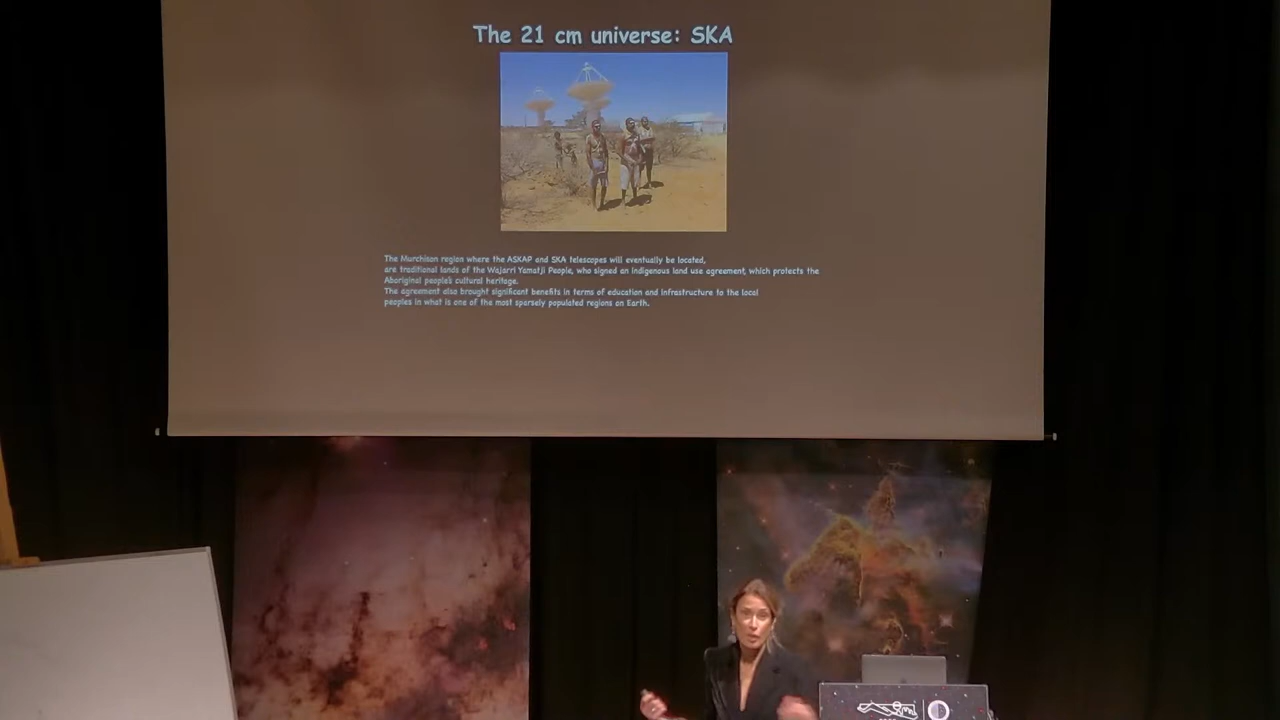 The 21 cm universe: SKA
The Murchison region where the ASKAP and SKA telescopes will eventually be located,
are traditional lands of the Wajarri Yamatji People, who signed an indigenous land use agreement, which protects the
Aboriginal people's cultural heritage.
The agreement also brought significant benefits in terms of education and infrastructure to the local
peoples in what is one of the most sparsely populated regions on Earth.